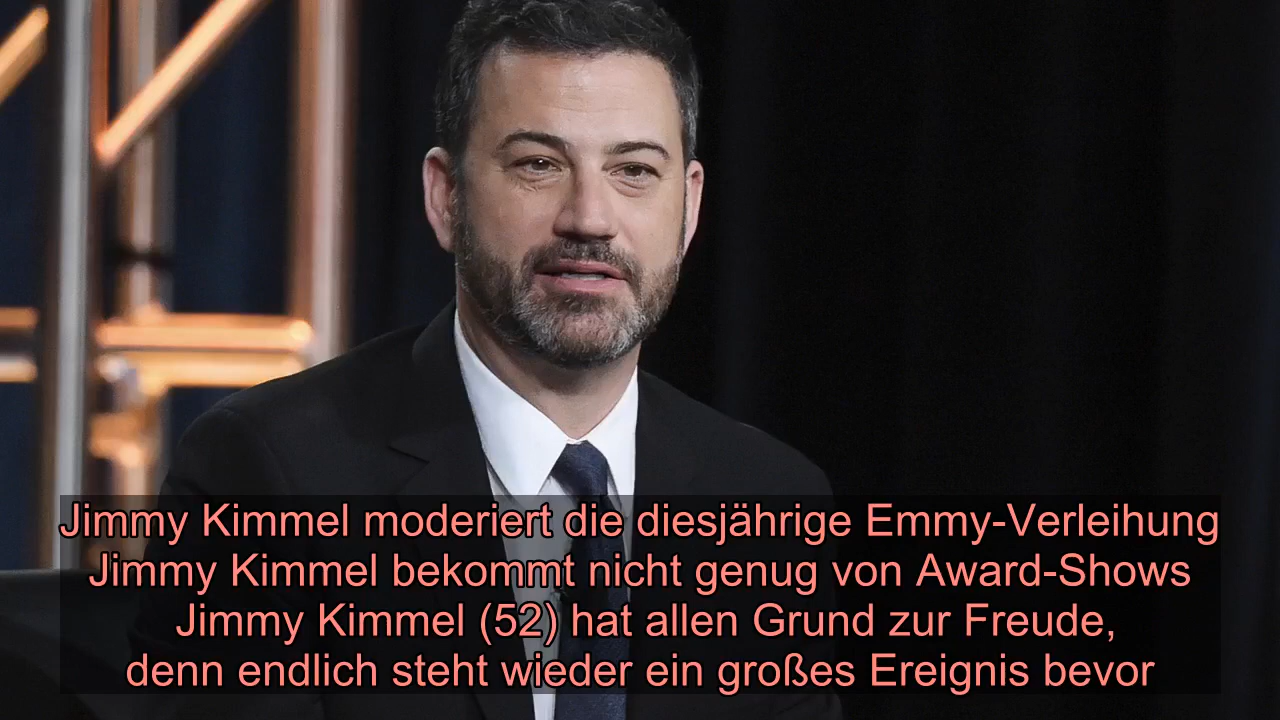 Jimmy Kimmel moderiert die diesjährige Emmy-Verleihung
Jimmy Kimmel bekommt nicht genug von Award-Shows
Jimmy Kimmel (52) hat allen Grund zur Freude,
denn endlich steht wieder ein großes Ereignis bevor